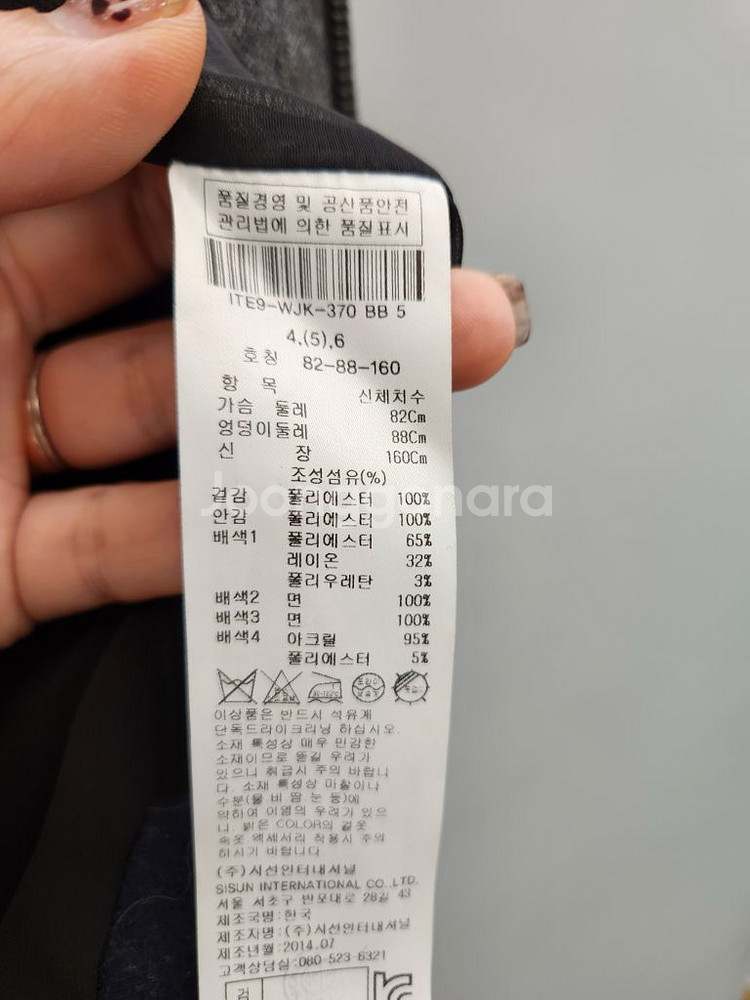 품질경영 및 공산품안전
관리법에 의한 품질표시
ITE9-WJK-370 BB 5
4.(5).6
호칭 82-88-160
항 목 신체치수
가슴 둘레 82Cm
엉덩이둘레 88Cm
신 장 160Cm
조성섬유(%)
겉감 폴리에스터 100%
안감 폴리에스터 100%
배색1 폴리에스터 65%
레이온 32%
폴리우레탄 3%
배색2 면 100%
배색3 면 100%
배색4 아크릴 95%
폴리에스터 5%
이상품은 반드시 석유계
단독드라이크리닝 하십시오.
소재 특성상 매우 민감한
소재이므로 뜯길 우려가
있으니 취급시 주의 바랍니
다. 소재 특성상 마찰이나
수분(물.비.땀.눈 등)에
약하여 이염의 우려가 있으
니. 밝은 COLOR의 겉옷
속옷.액세서리 착용시 주의
하시기 바랍니다
(주)시선인터내셔널
SISUN INTERNATIONAL CO.,LTD.
서울 서초구 반포대로 28길 43
제조국명:한국
제조자명:(주)시선인터내셔널
제조년월:2014.07
고객상담실:080-523-6321
검